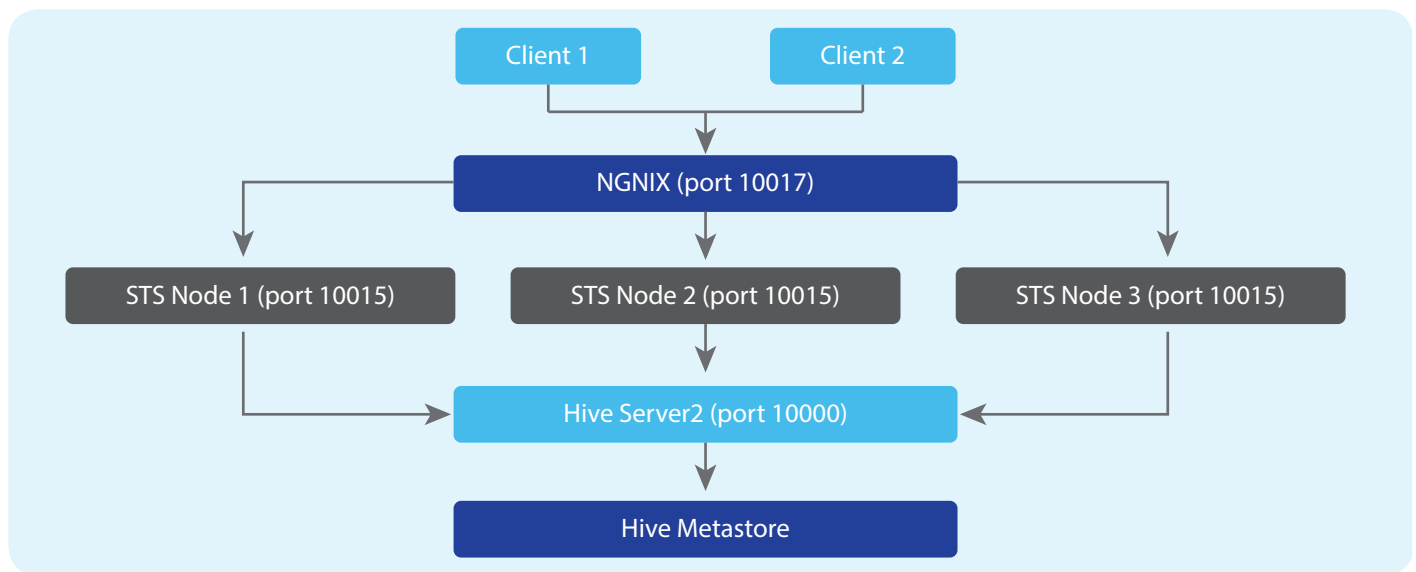 Client 1
Client 2
NGNIX (port 10017)
STS Node 1 (port 10015)
STS Node 2 (port 10015)
STS Node 3 (port 10015)
Hive Server2 (port 10000)
Hive Metastore